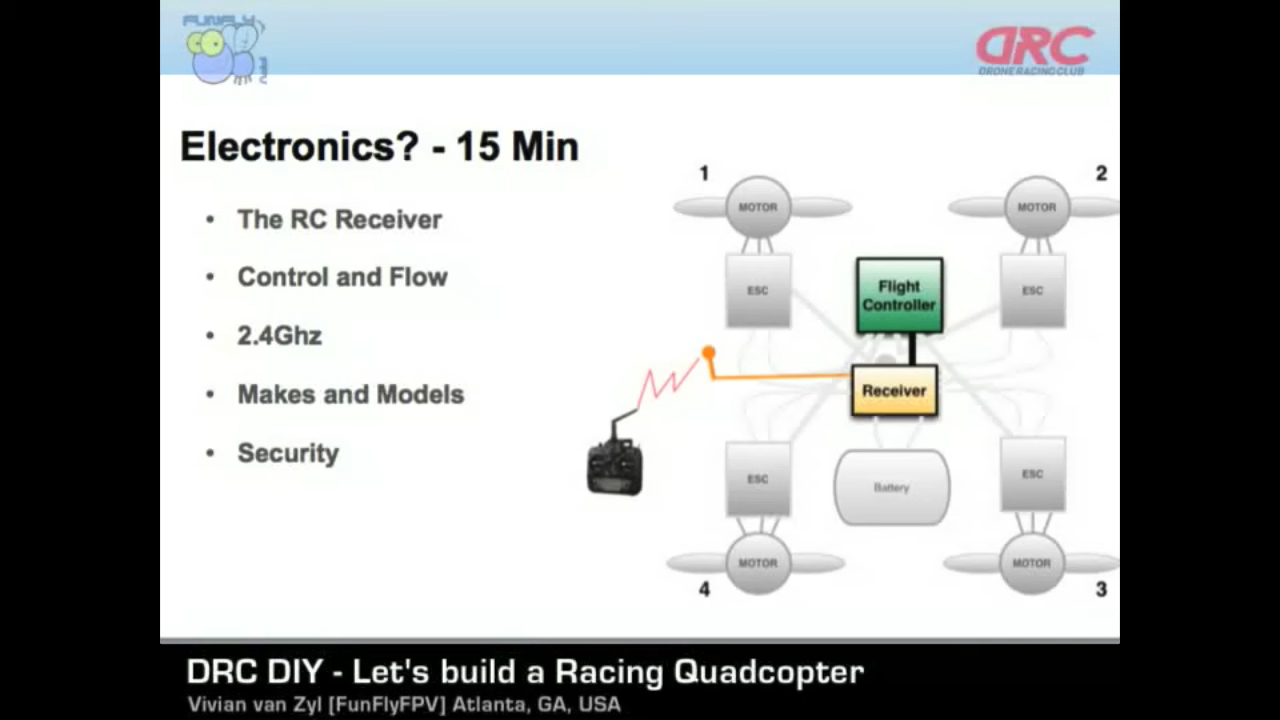 FUNFLY
FPV
DRC
DRONE RACING CLUB
Electronics? - 15 Min
• The RC Receiver
• Control and Flow
• 2.4Ghz
• Makes and Models
• Security
1
2
MOTOR
MOTOR
ESC
Flight
Controller
ESC
Receiver
ESC
Battery
ESC
MOTOR
MOTOR
4
3
DRC DIY - Let's build a Racing Quadcopter
Vivian van Zyl [FunFlyFPV] Atlanta, GA, USA